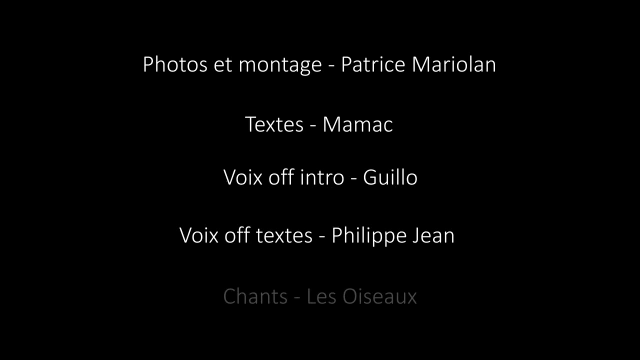 Photos et montage - Patrice Mariolan
Textes - Mamac
Voix off intro - Guillo
Voix off textes - Philippe Jean
Chants - Les Oiseaux